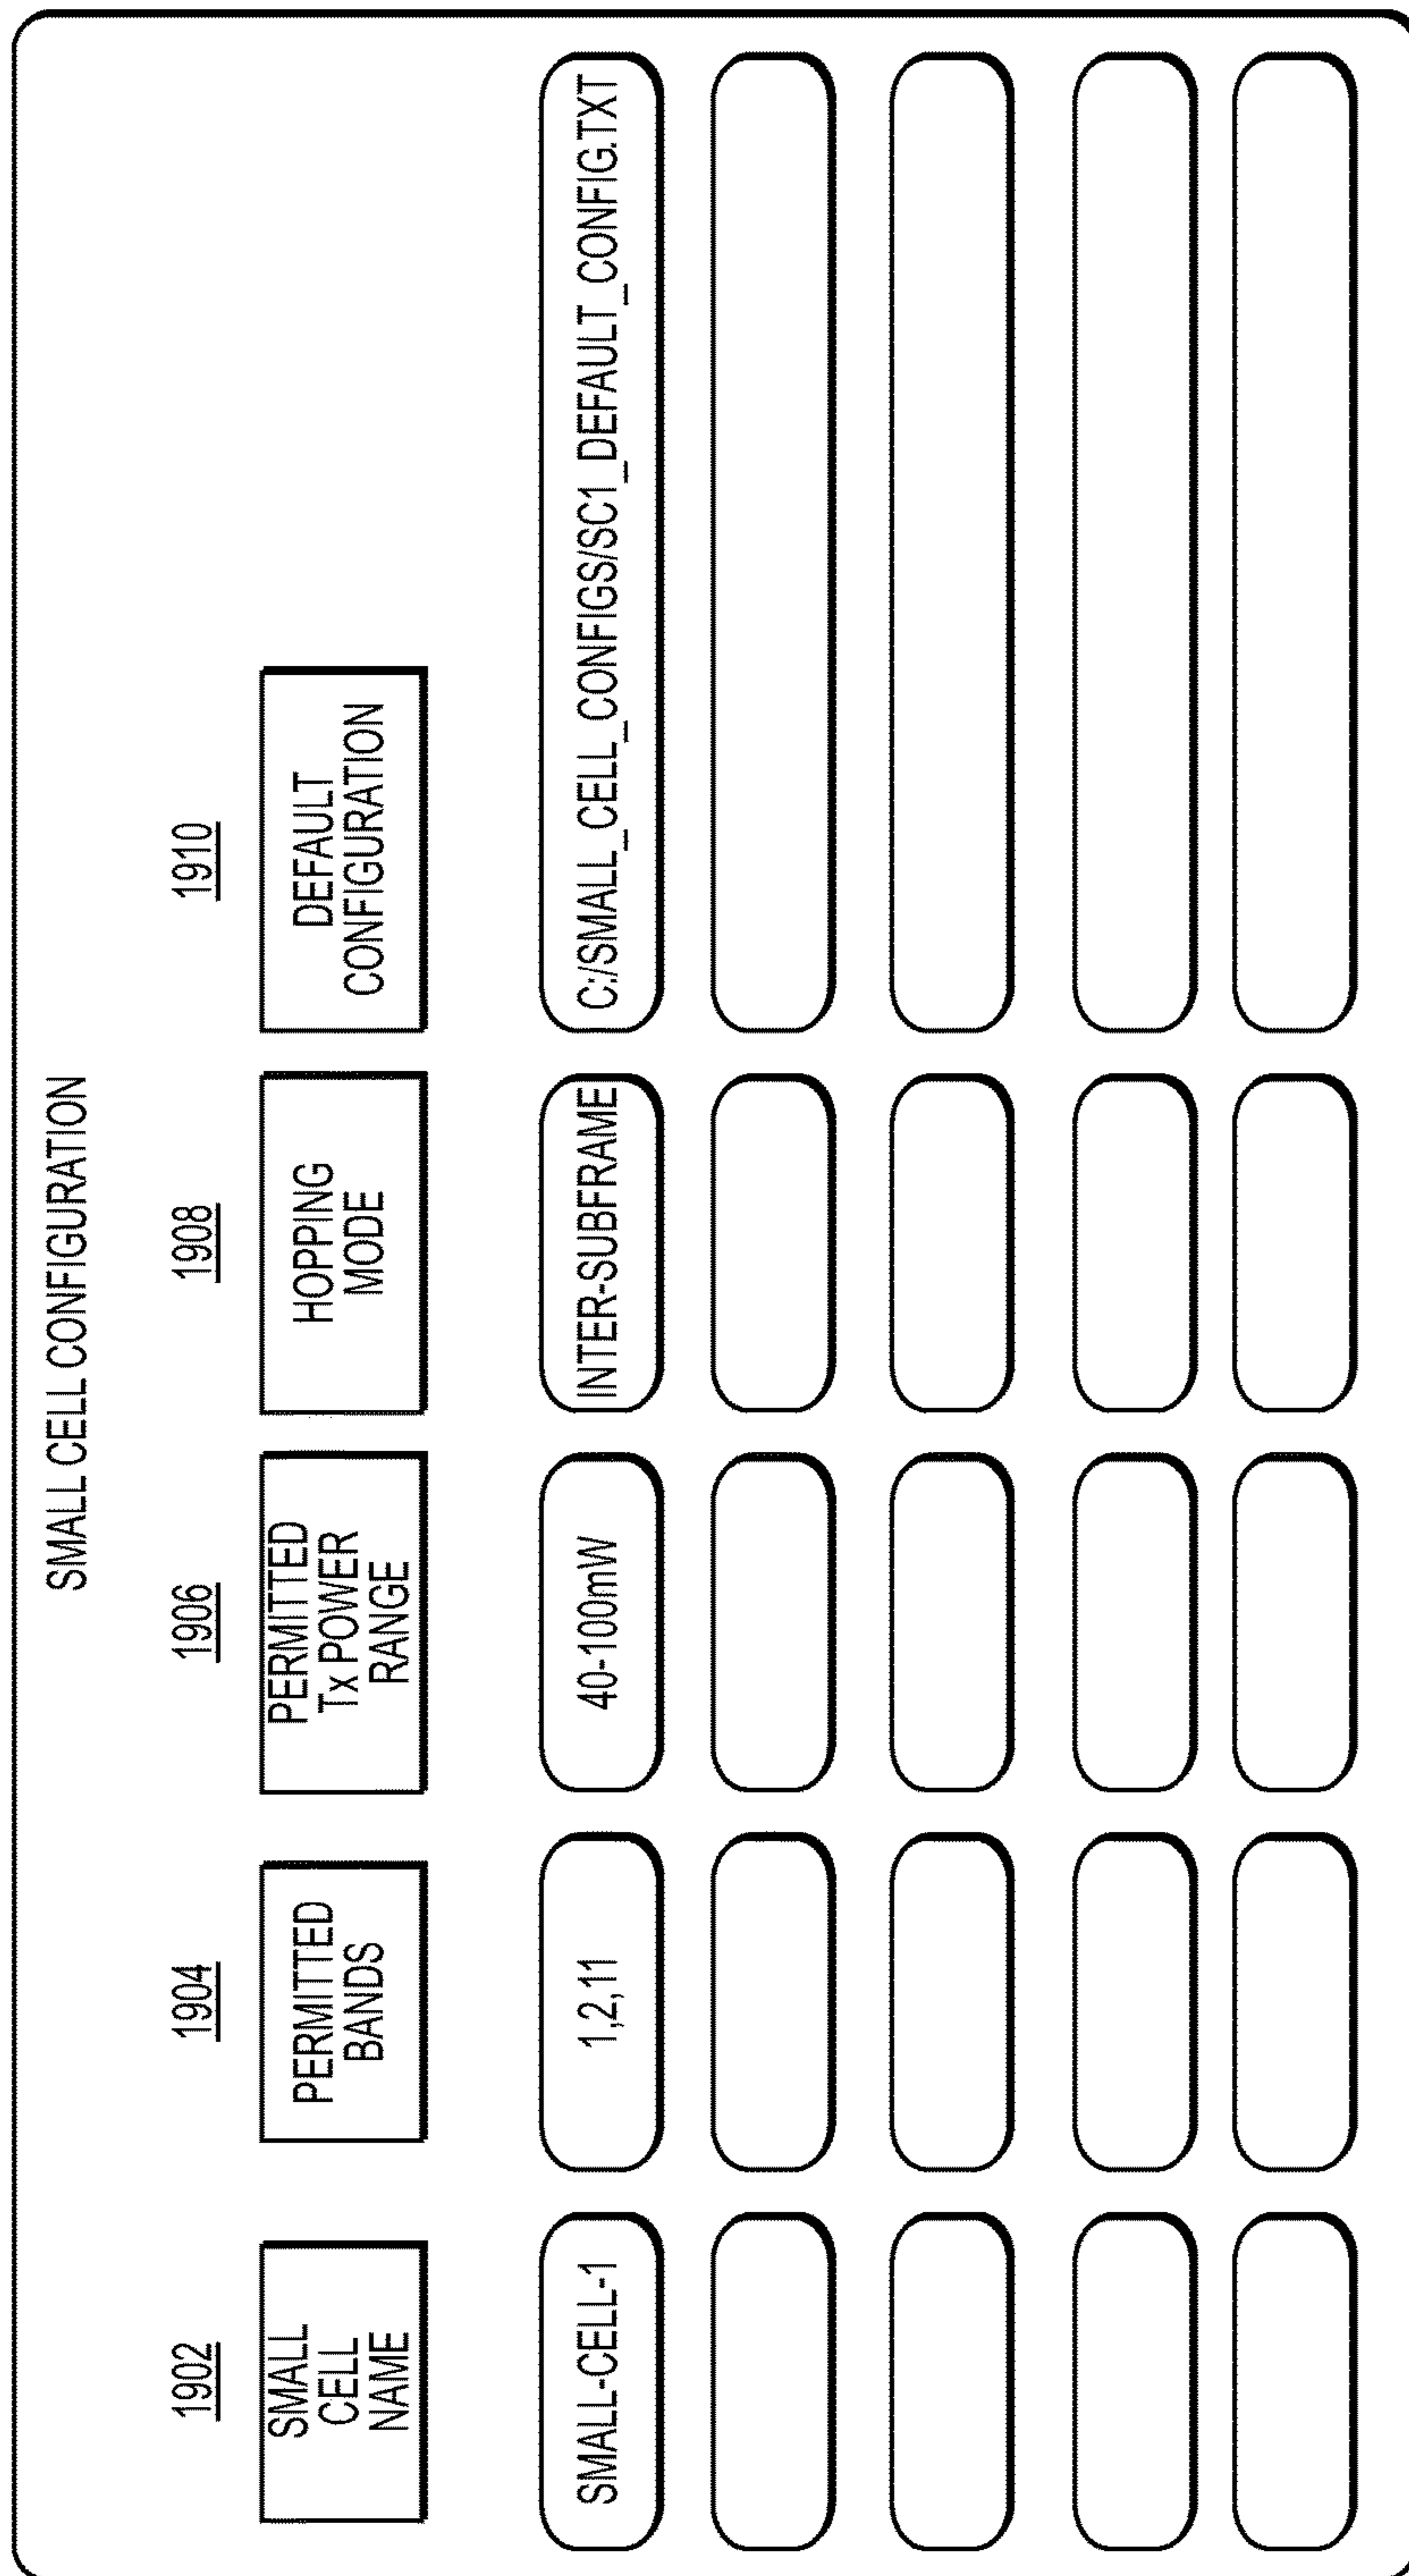 SMALL CELL CONFIGURATION
1902
1904
1906
1908
1910
SMALL
CELL
NAME
PERMITTED
BANDS
PERMITTED
Tx POWER
RANGE
HOPPING
MODE
DEFAULT
CONFIGURATION
SMALL-CELL-1
1,2,11
40-100mW
INTER-SUBFRAME
C:/SMALL_CELL_CONFIGS/SC1_DEFAULT_CONFIG.TXT